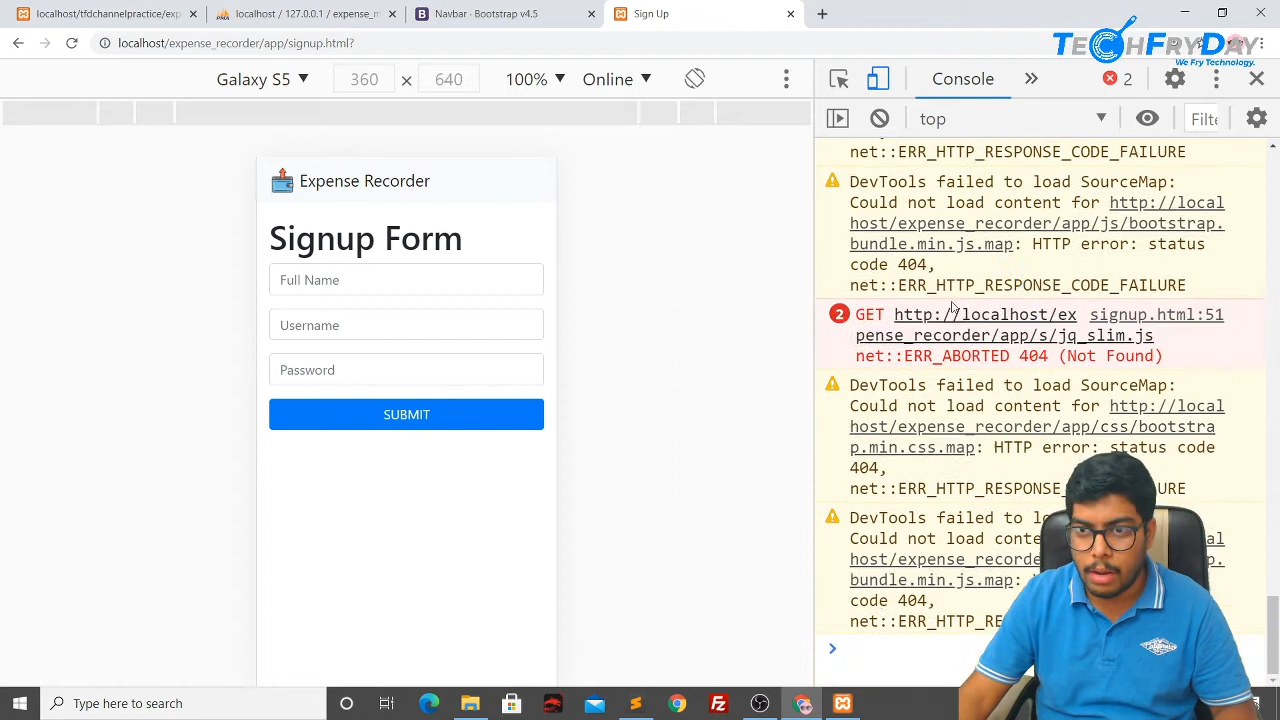 localhost/tfdchannelpractice/exp
localhost / 127.0.0.1 / expense_m
Navbar · Bootstrap v4.5
Sign Up
localhost/expense_recorder/app/signup.html?
TECHFRYDAY
We Fry Technology.
Galaxy S5
360 × 640
100%
Online
Console
2
top
Filte
Expense Recorder
Signup Form
Full Name
Username
Password
SUBMIT
net::ERR_HTTP_RESPONSE_CODE_FAILURE
DevTools failed to load SourceMap:
Could not load content for http://local
host/expense_recorder/app/js/bootstrap.
bundle.min.js.map: HTTP error: status
code 404,
net::ERR_HTTP_RESPONSE_CODE_FAILURE
2 GET http://localhost/ex signup.html:51
pense_recorder/app/s/jq_slim.js
net::ERR_ABORTED 404 (Not Found)
DevTools failed to load SourceMap:
Could not load content for http://local
host/expense_recorder/app/css/bootstra
p.min.css.map: HTTP error: status code
404,
net::ERR_HTTP_RESPONSE_CODE_FAILURE
DevTools failed to lo
Could not load conte al
host/expense_recorde p.
bundle.min.js.map:
code 404,
net::ERR_HTTP_RES
Type here to search